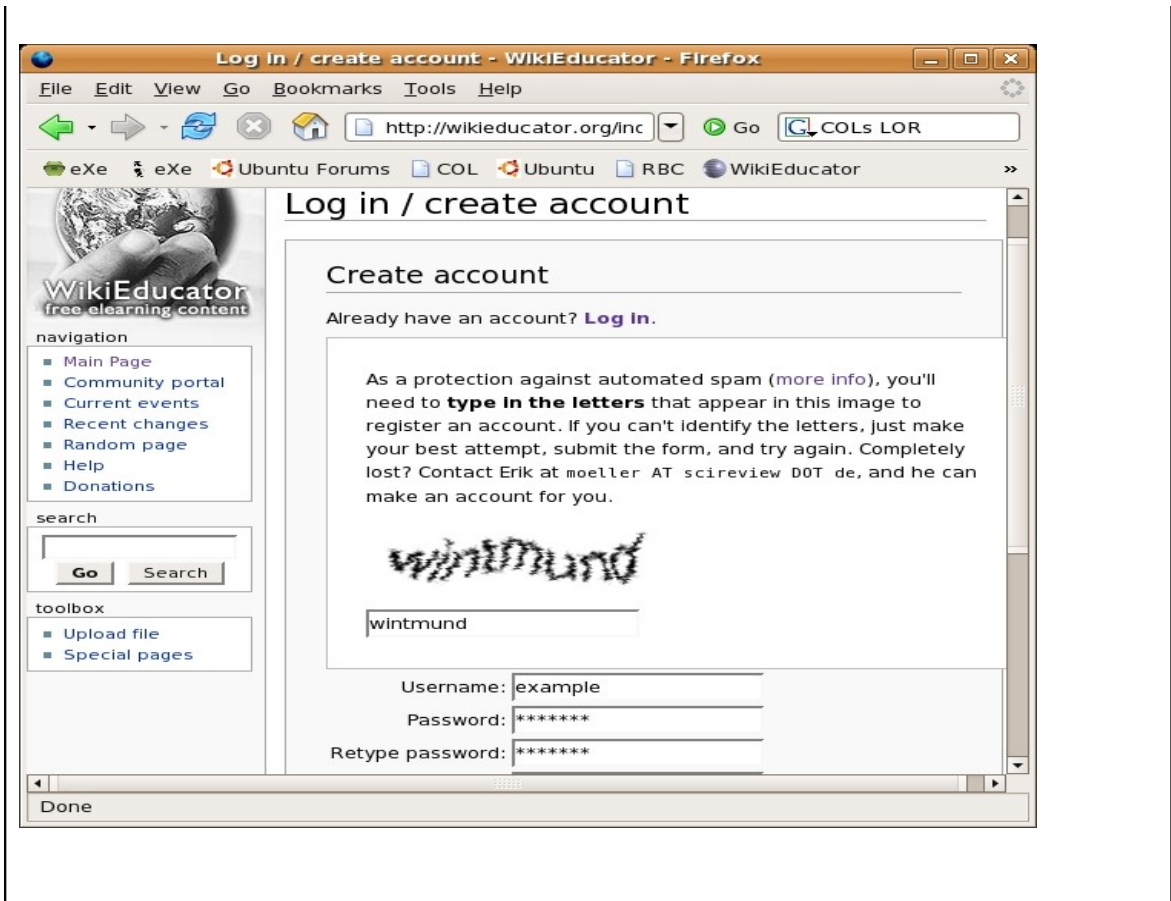 Log in / create account - WikiEducator - Firefox
File Edit View Go Bookmarks Tools Help
http://wikieducator.org/inc Go G COLs LOR
eXe eXe Ubuntu Forums COL Ubuntu RBC WikiEducator »
WikiEducator
free elearning content
navigation
Main Page
Community portal
Current events
Recent changes
Random page
Help
Donations
search
Go Search
toolbox
Upload file
Special pages
Log in / create account
Create account
Already have an account? Log in.
As a protection against automated spam (more info), you'll
need to type in the letters that appear in this image to
register an account. If you can't identify the letters, just make
your best attempt, submit the form, and try again. Completely
lost? Contact Erik at moeller AT scireview DOT de, and he can
make an account for you.
wintmund
wintmund
Username: example
Password: *******
Retype password: *******
Done